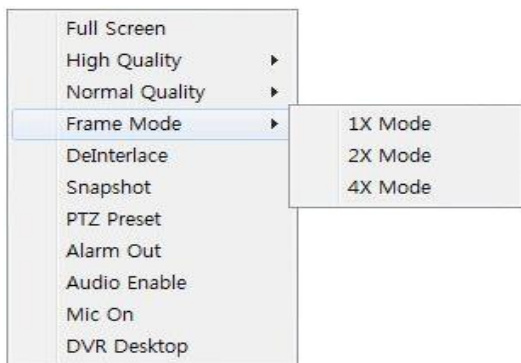 Full Screen
High Quality
Normal Quality
Frame Mode
DeInterlace
Snapshot
PTZ Preset
Alarm Out
Audio Enable
Mic On
DVR Desktop
1X Mode
2X Mode
4X Mode